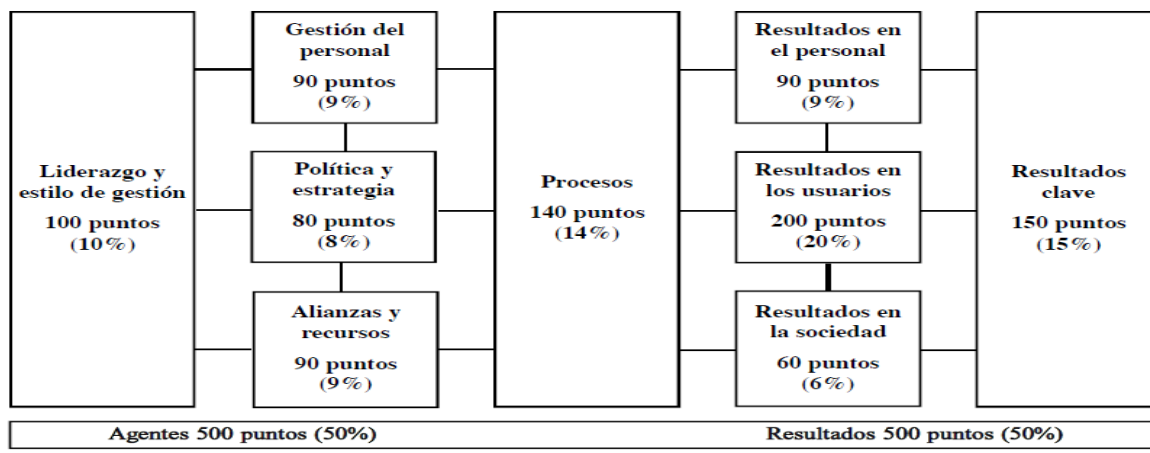 Liderazgo y
estilo de gestión
100 puntos
(10%)
Gestión del
personal
90 puntos
(9%)
Política y
estrategia
80 puntos
(8%)
Alianzas y
recursos
90 puntos
(9%)
Procesos
140 puntos
(14%)
Resultados en
el personal
90 puntos
(9%)
Resultados en
los usuarios
200 puntos
(20%)
Resultados en
la sociedad
60 puntos
(6%)
Resultados
clave
150 puntos
(15%)
Agentes 500 puntos (50%)
Resultados 500 puntos (50%)